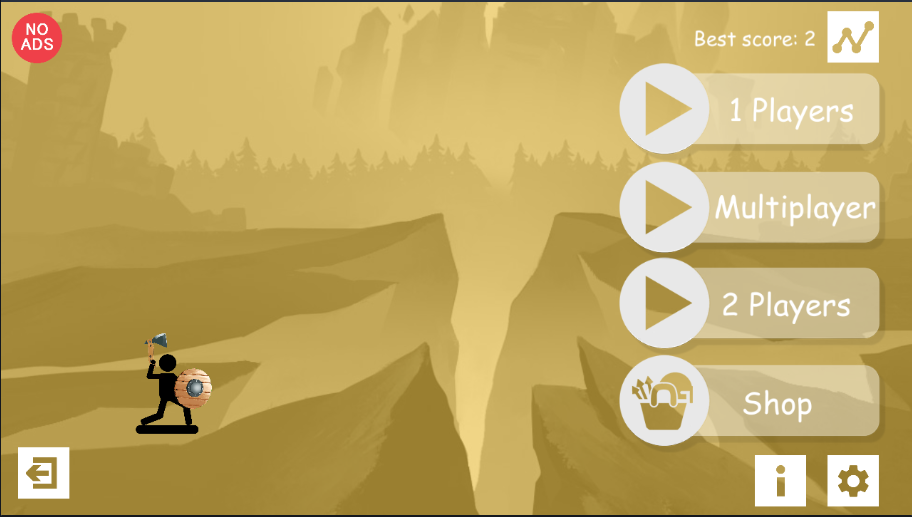 NO
ADS
Best score: 2
1 Players
Multiplayer
2 Players
Shop
i